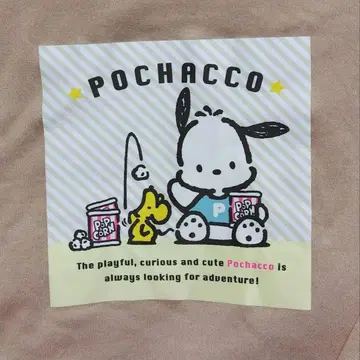 POCHACCO
POP
CORN
P
POP
CORN
The playful, curious and cute Pochacco is
always looking for adventure!